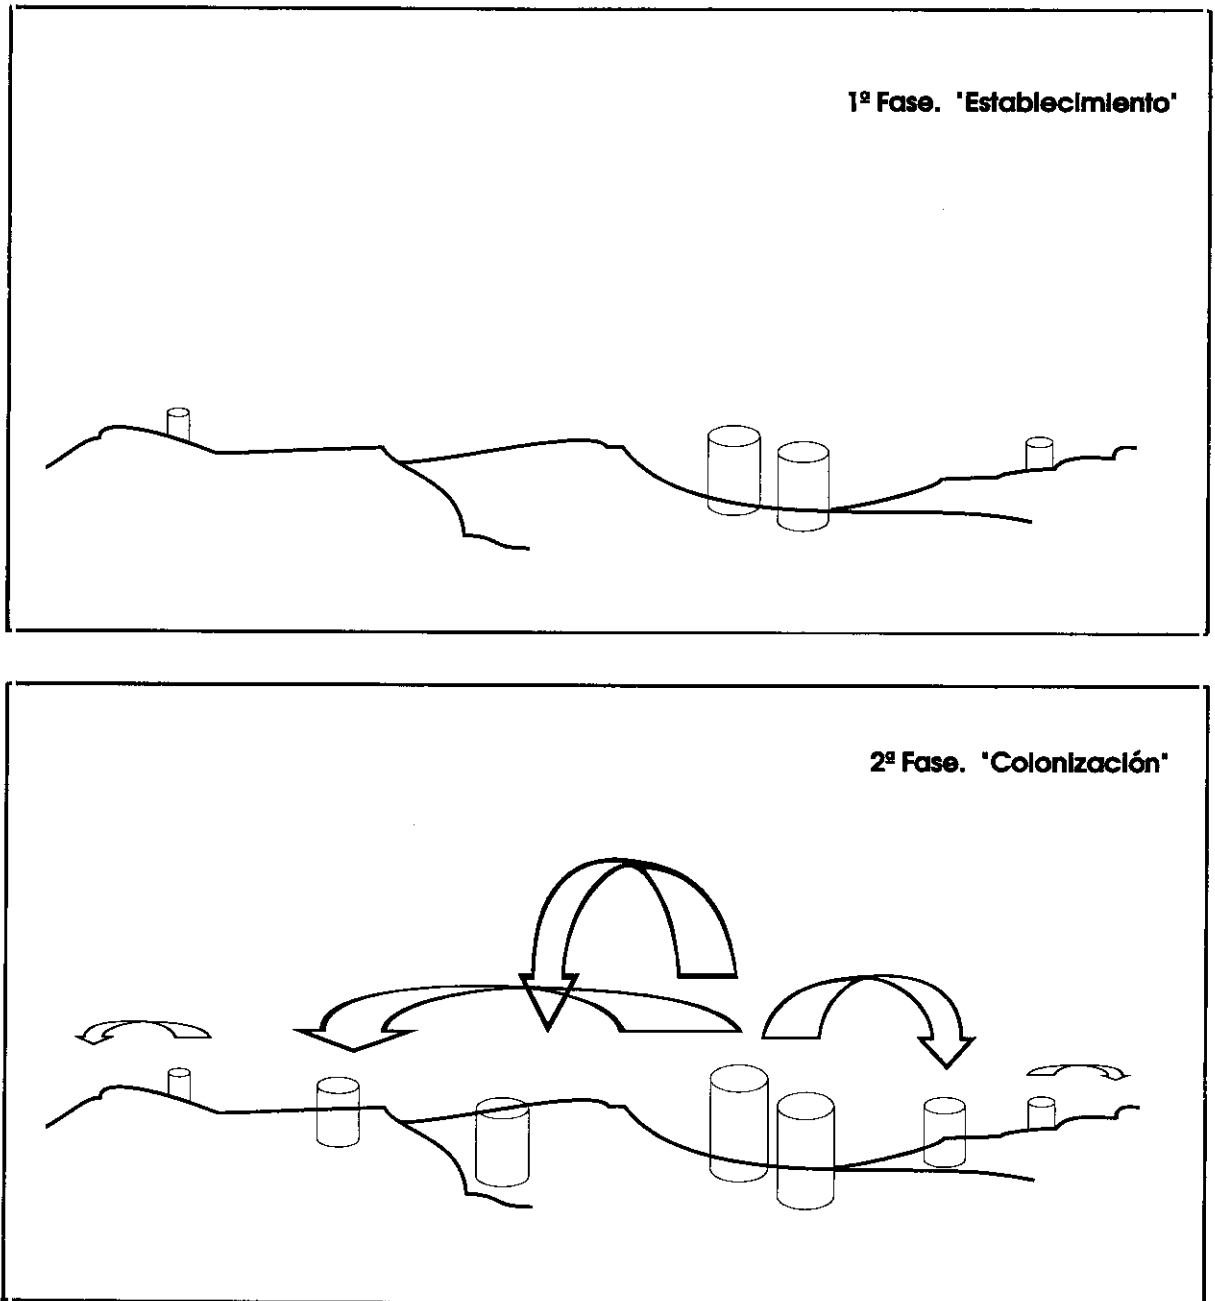 1ª Fase. "Establecimiento"
2ª Fase. "Colonización"